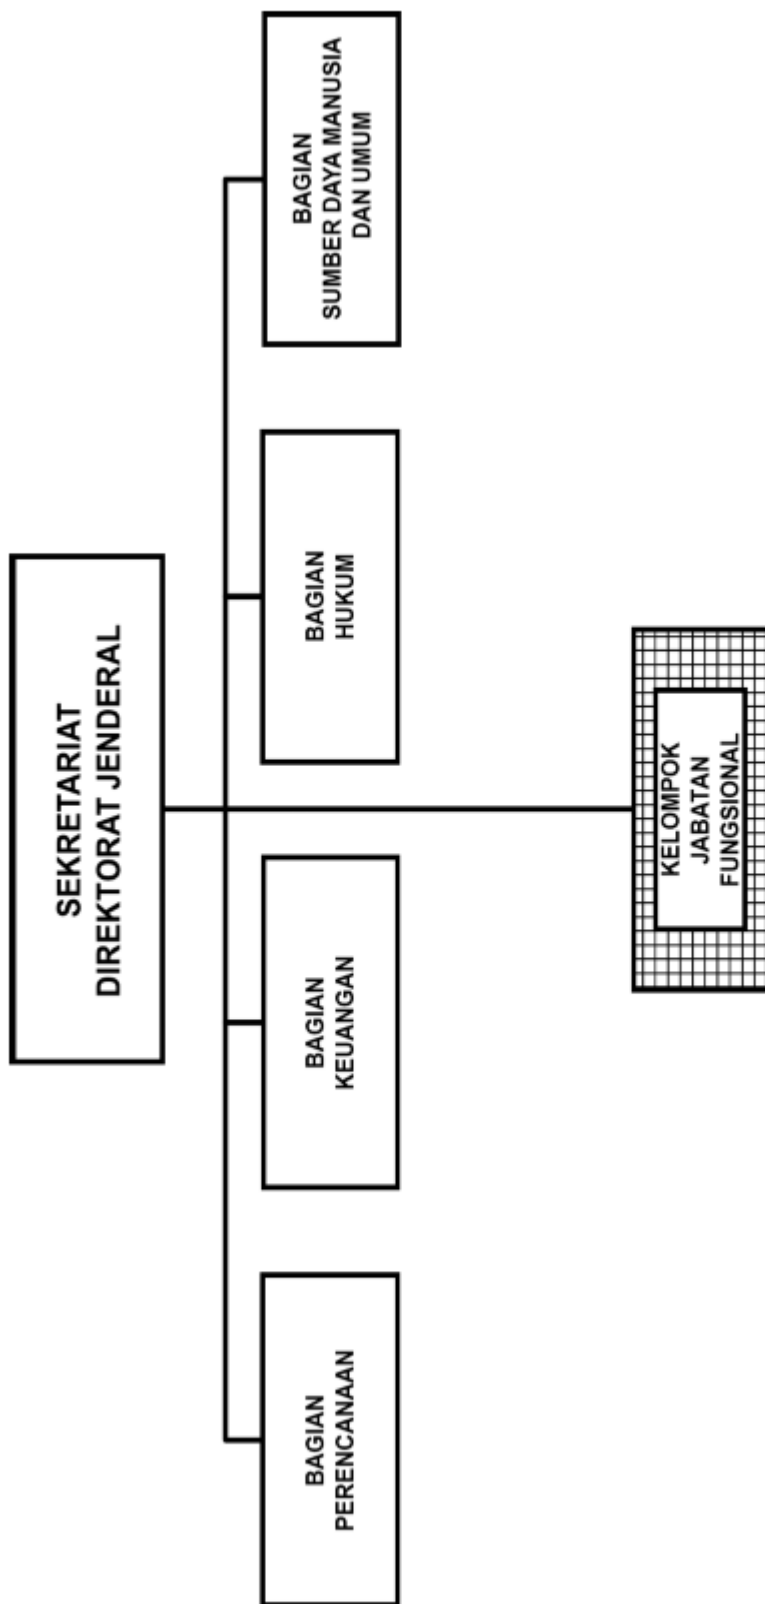 SEKRETARIAT
DIREKTORAT JENDERAL
BAGIAN
PERENCANAAN
BAGIAN
KEUANGAN
BAGIAN
HUKUM
BAGIAN
SUMBER DAYA MANUSIA
DAN UMUM
KELOMPOK
JABATAN
FUNGSIONAL